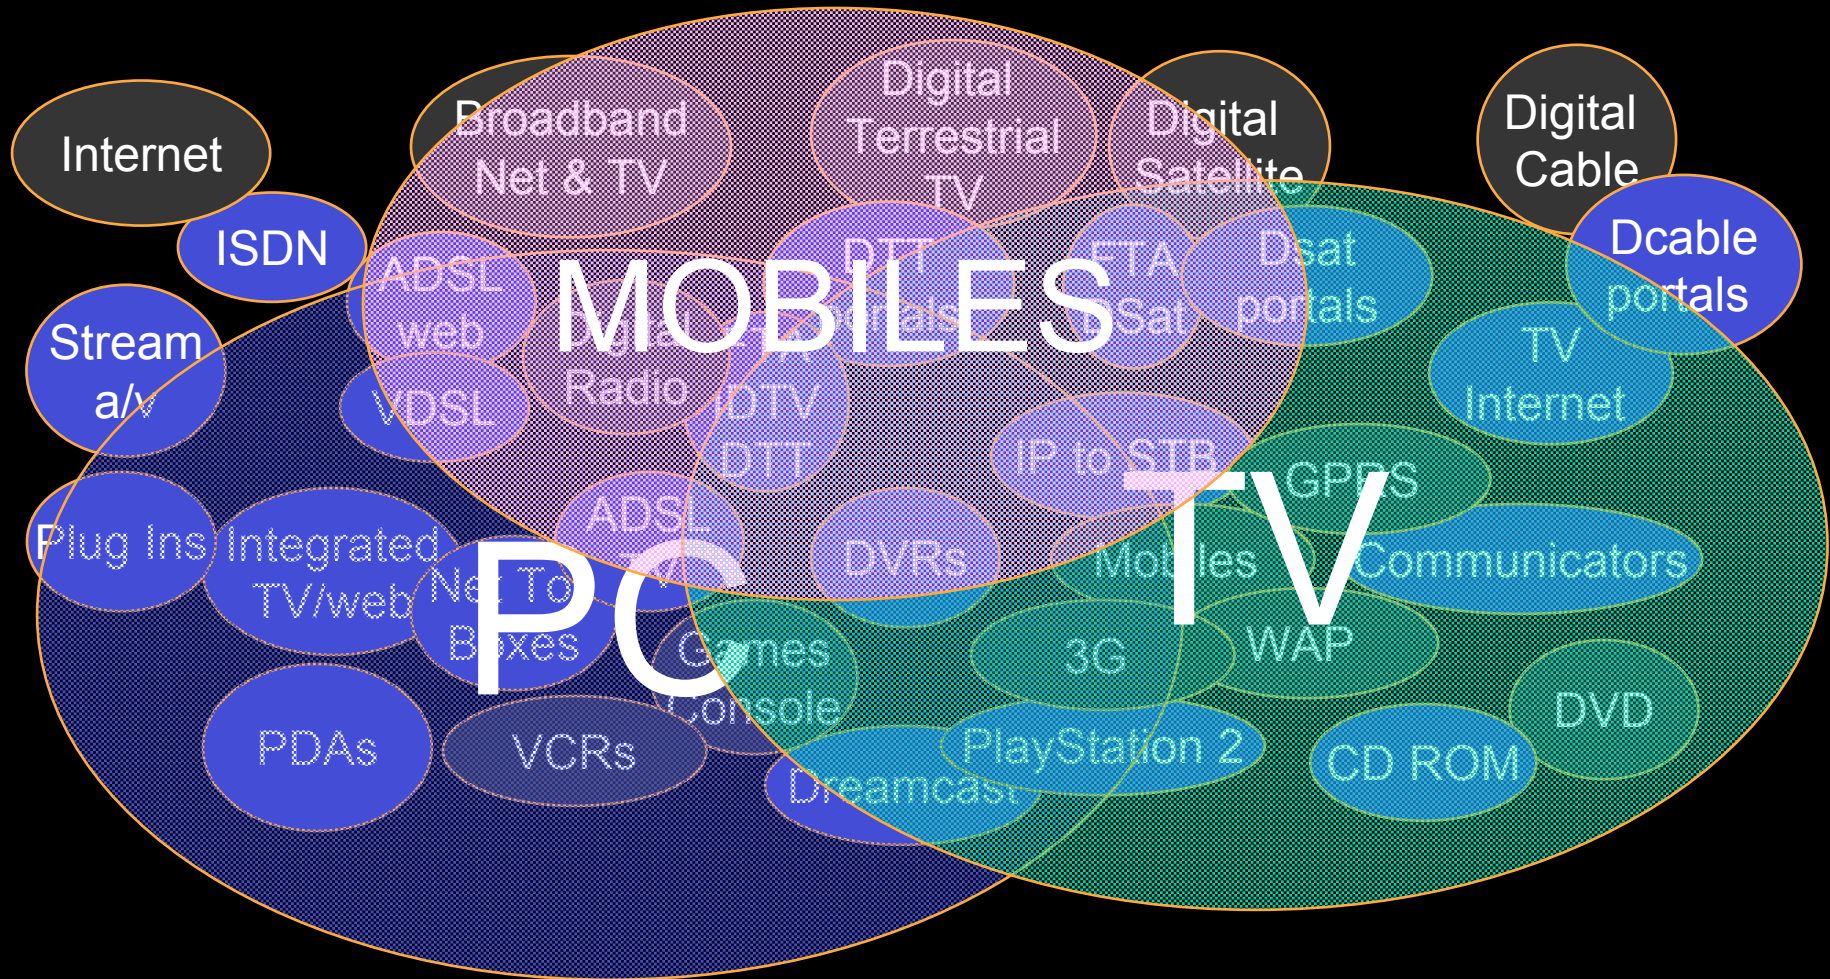 Internet
Broadband
Net & TV
Digital
Terrestrial
TV
Digital
Satellite
Digital
Cable
ISDN
ADSL
web
DTT
portals
FTA
DSat
Dsat
portals
Dcable
portals
MOBILES
Stream
a/v
VDSL
Digital
Radio
FTA
IDTV
DTT
IP to STB
TV
Internet
GPRS
TV
Plug Ins
Integrated
TV/web
Net Top
Boxes
ADSL
TV
PC
DVRs
Mobiles
Communicators
Games
Console
3G
WAP
DVD
PDAs
VCRs
Dreamcast
PlayStation 2
CD ROM